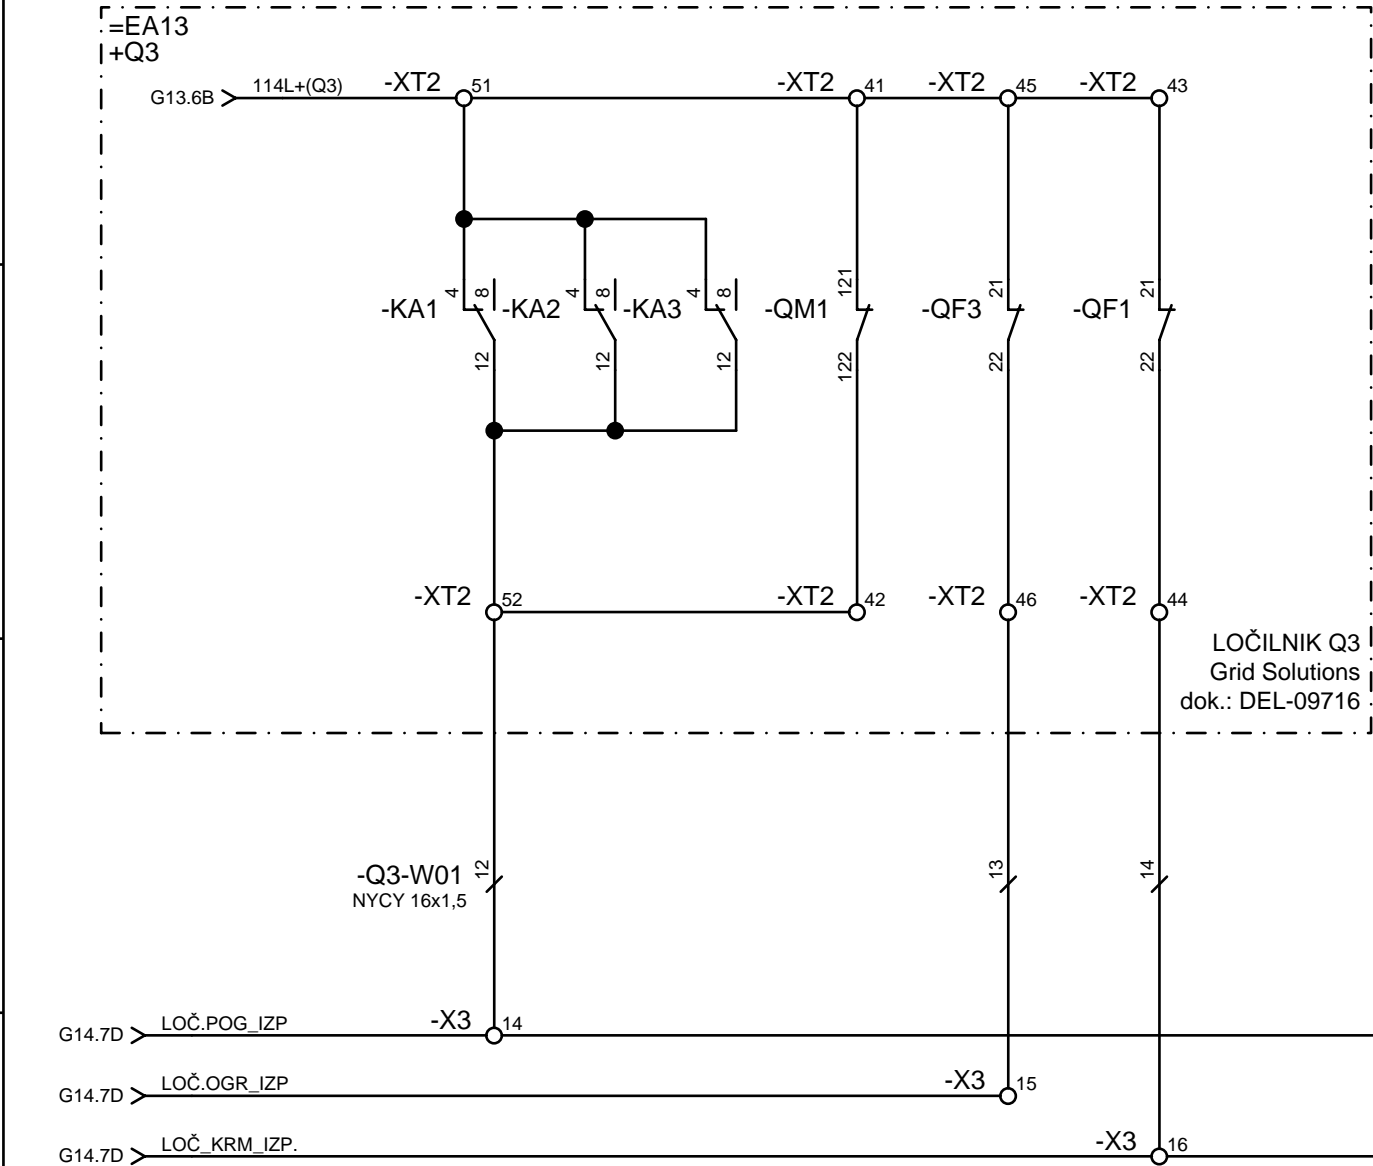 =EA13
+Q3
G13.6B 114L+(Q3) -XT2 51 -XT2 41 -XT2 45 -XT2 43
4 8 4 8 4 8 121 21 21
-KA1 -KA2 -KA3 -QM1 -QF3 -QF1
12 12 12 122 22 22
-XT2 52 -XT2 42 -XT2 46 -XT2 44
LOČILNIK Q3
Grid Solutions
dok.: DEL-09716
-Q3-W01 12 13 14
NYCY 16x1,5
G14.7D LOČ.POG_IZP -X3 14
G14.7D LOČ.OGR_IZP -X3 15
G14.7D LOČ_KRM_IZP. -X3 16